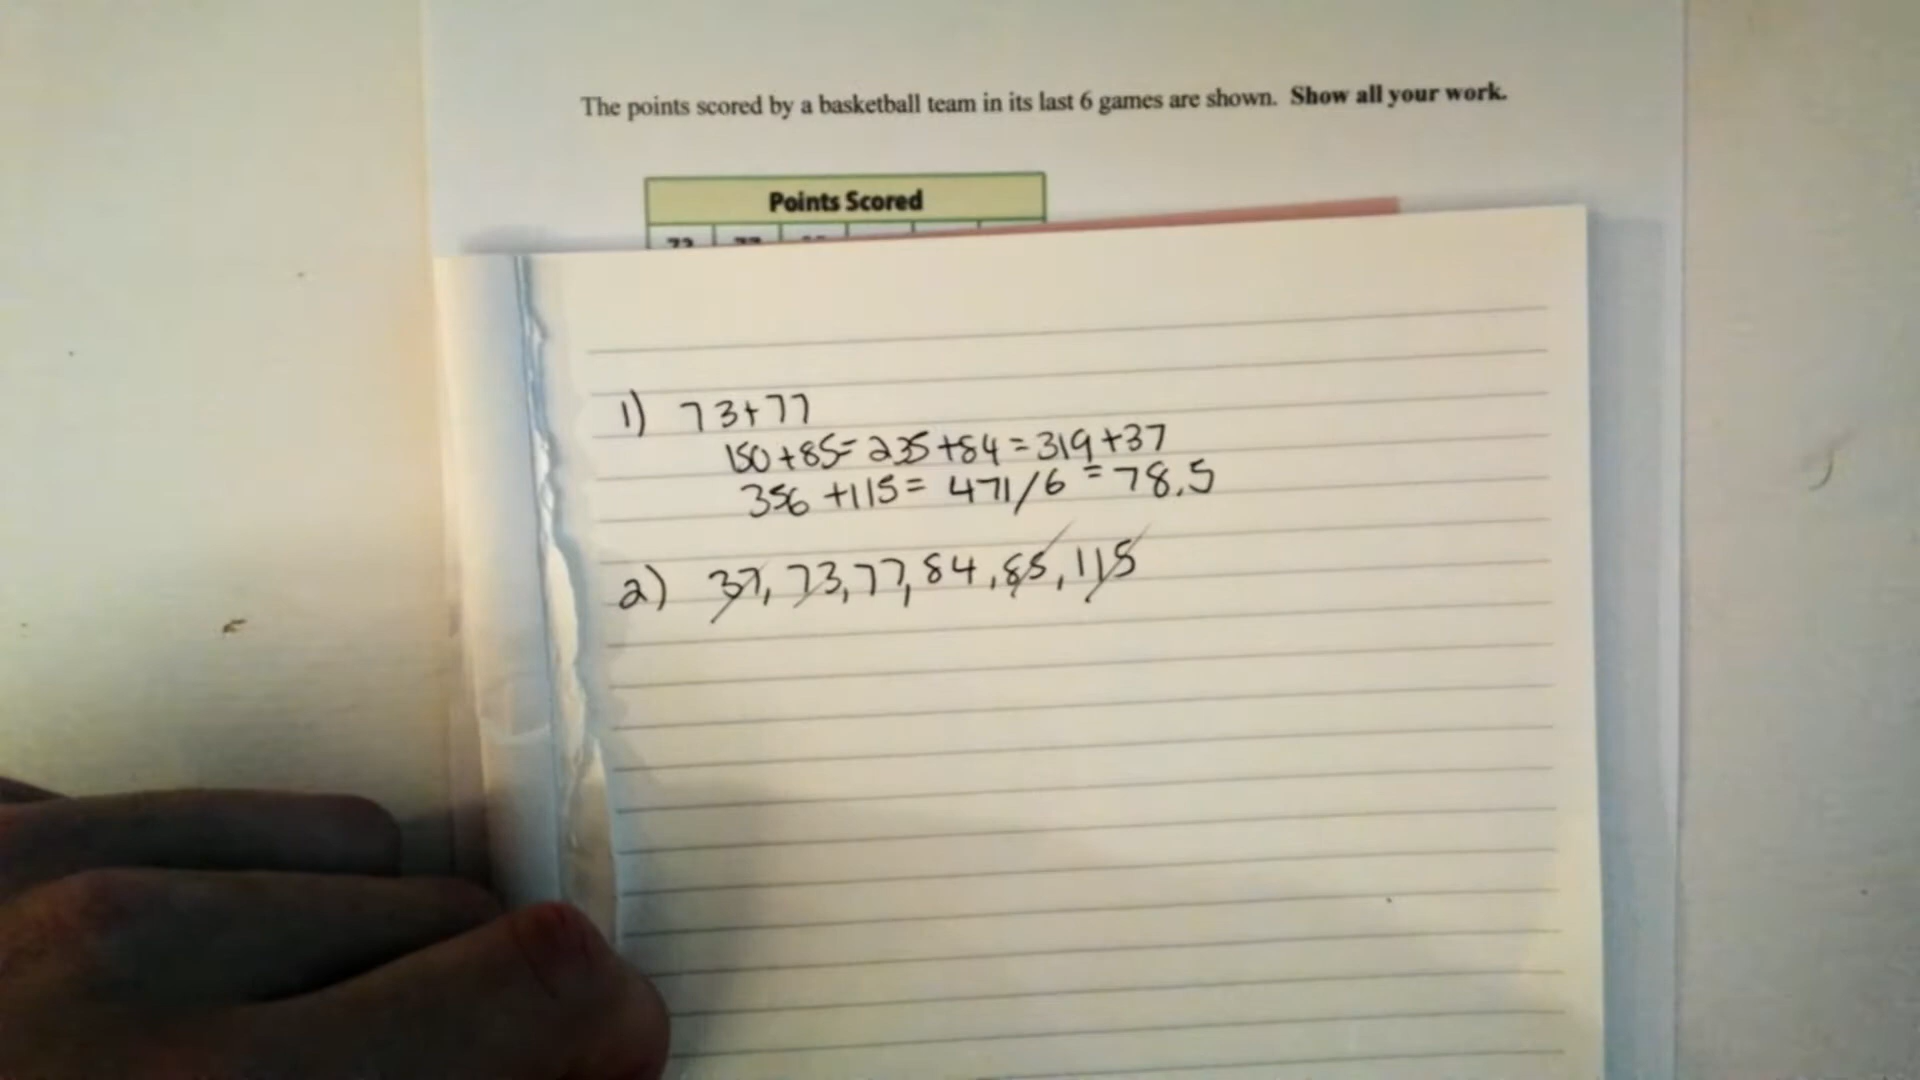 The points scored by a basketball team in its last 6 games are shown. Show all your work.
Points Scored
73 77
1) 73+77
150+85=235+84=319+37
356+115=471/6=78.5
2) 37, 73, 77, 84, 85, 115